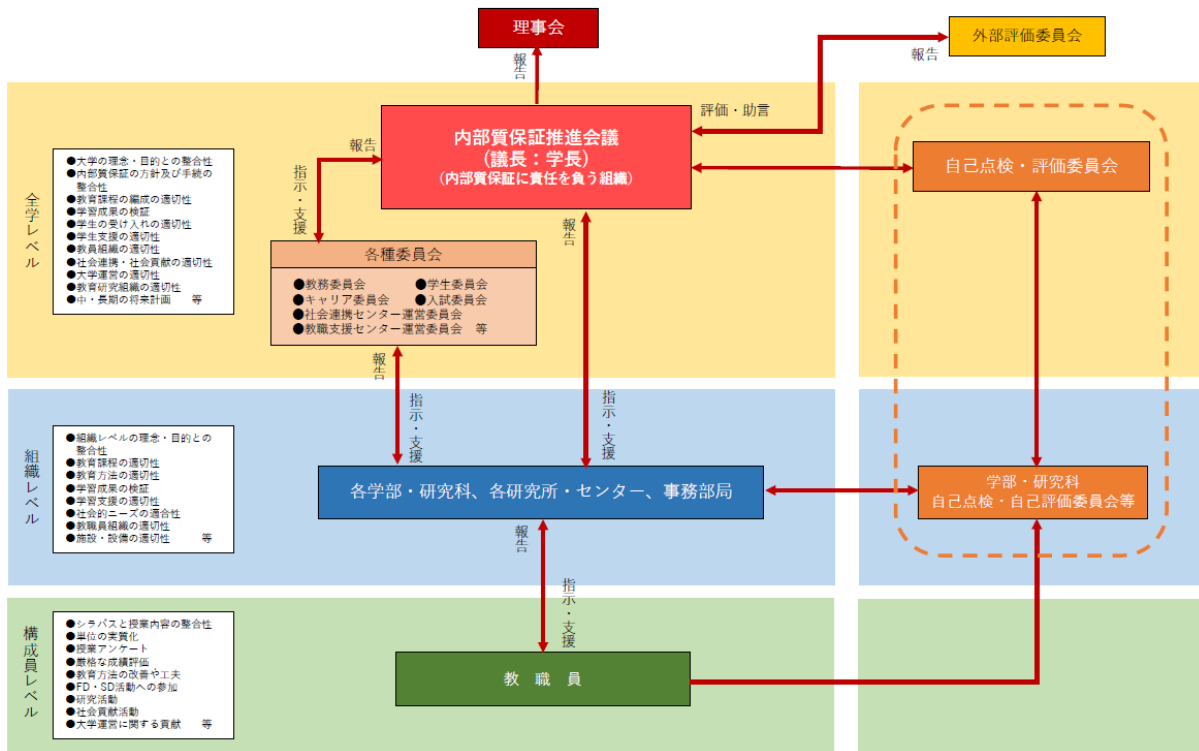 理事会
外部評価委員会
報告
報告
評価・助言
全学レベル
●大学の理念・目的との整合性
●内部質保証の方針及び手続の
整合性
●教育課程の編成の適切性
●学習成果の検証
●学生の受け入れの適切性
●学生支援の適切性
●教員組織の適切性
●社会連携・社会貢献の適切性
●大学運営の適切性
●教育研究組織の適切性
●中・長期の将来計画 等
内部質保証推進会議
(議長：学長)
(内部質保証に責任を負う組織)
報告
指示・支援
報告
自己点検・評価委員会
各種委員会
●教務委員会 ●学生委員会
●キャリア委員会 ●入試委員会
●社会連携センター運営委員会
●教職支援センター運営委員会 等
報告
指示・支援
指示・支援
組織レベル
●組織レベルの理念・目的との
整合性
●教育課程の適切性
●教育方法の適切性
●学習成果の検証
●学習支援の適切性
●社会的ニーズの適合性
●教職員組織の適切性
●施設・設備の適切性 等
各学部・研究科、各研究所・センター、事務部局
学部・研究科
自己点検・自己評価委員会等
報告
指示・支援
構成員レベル
●シラバスと授業内容の整合性
●単位の実質化
●授業アンケート
●厳格な成績評価
●教育方法の改善や工夫
●FD・SD活動への参加
●研究活動
●社会貢献活動
●大学運営に関する貢献 等
教職員